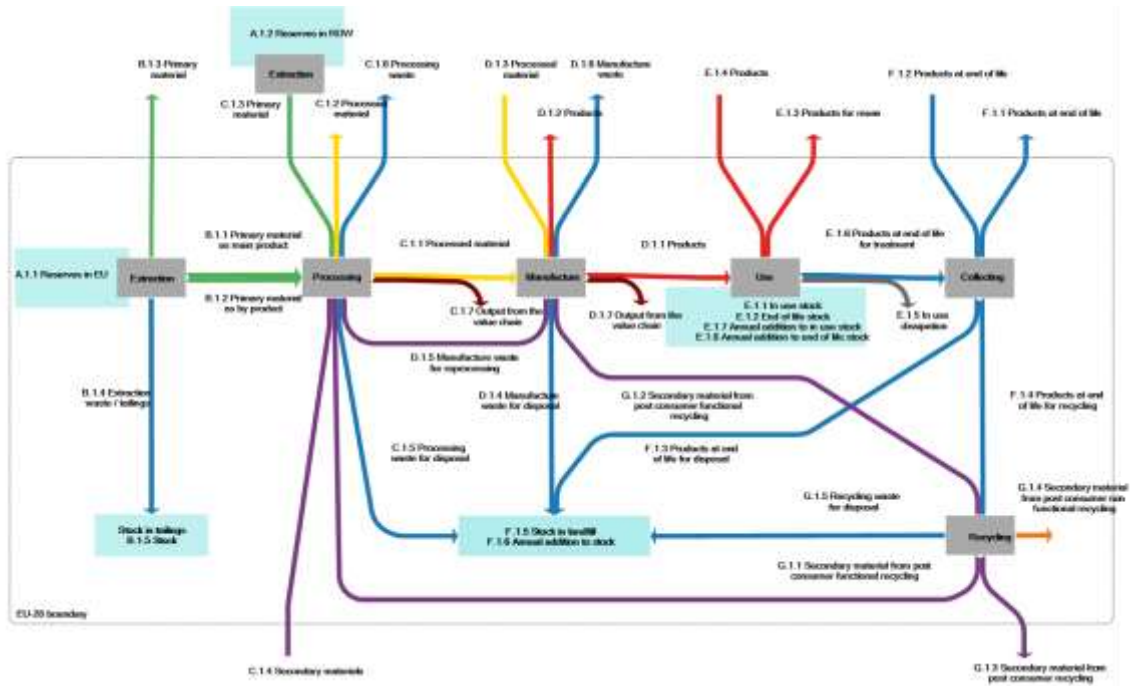 A.1.2 Reserves in ROW
Extraction
B.1.3 Primary
material
C.1.3 Primary
material
C.1.6 Processing
waste
C.1.2 Processed
material
D.1.3 Processed
material
D.1.6 Manufacture
waste
D.1.2 Products
E.1.4 Products
E.1.3 Products for reuse
F.1.2 Products at end of life
F.1.1 Products at end of life
A.1.1 Reserves in EU
Extraction
B.1.1 Primary material
as main product
B.1.2 Primary material
as by product
Processing
C.1.1 Processed material
C.1.7 Output from the
value chain
Manufacture
D.1.1 Products
D.1.7 Output from the
value chain
Use
E.1.1 In use stock
E.1.2 End of life stock
E.1.7 Annual addition to in use stock
E.1.8 Annual addition to end of life stock
E.1.6 Products at end of life
for treatment
E.1.5 In use
dissipation
Collecting
D.1.5 Manufacture waste
for reprocessing
B.1.4 Extraction
waste / tailings
D.1.4 Manufacture
waste for disposal
G.1.2 Secondary material from
post consumer functional
recycling
F.1.4 Products at end
of life for recycling
C.1.5 Processing
waste for disposal
F.1.3 Products at end
of life for disposal
G.1.5 Recycling waste
for disposal
G.1.4 Secondary material
from post consumer non
functional recycling
Stock in tailings
B.1.5 Stock
F.1.5 Stock in landfill
F.1.6 Annual addition to stock
Recycling
G.1.1 Secondary material from post
consumer functional recycling
EU-28 boundary
C.1.4 Secondary materials
G.1.3 Secondary material from
post consumer recycling